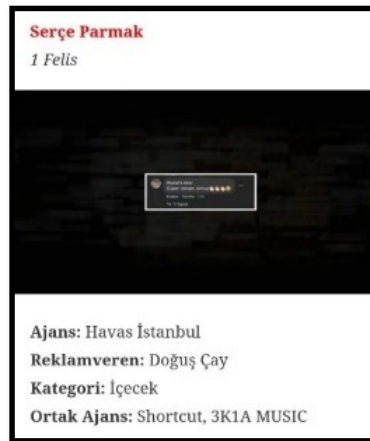 Serçe Parmak
1 Felis
Ajans: Havas İstanbul
Reklamveren: Doğuş Çay
Kategori: İçecek
Ortak Ajans: Shortcut, 3K1A MUSIC